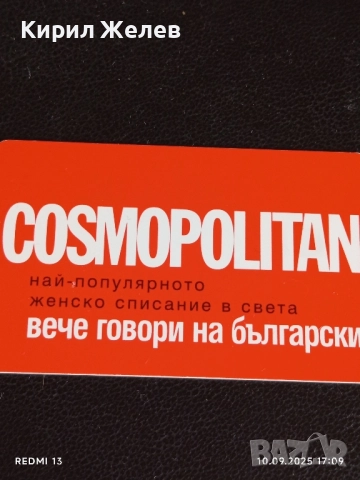 Кирил Желев
COSMOPOLITAN
най-популярното
женско списание в света
вече говори на български
REDMI 13
10.09.2025 17:09
BAZAR